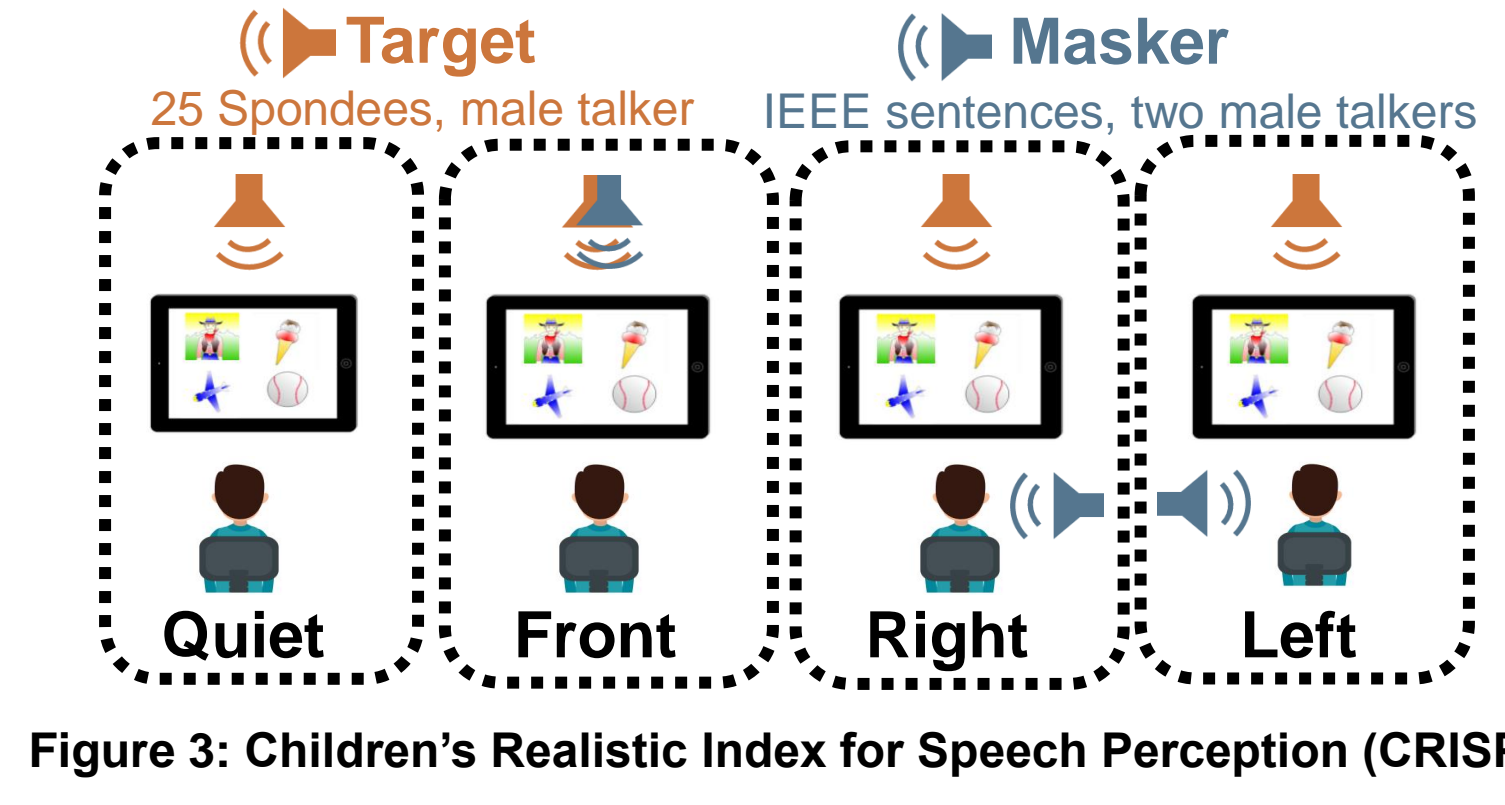 Target
25 Spondees, male talker
Masker
IEEE sentences, two male talkers
Quiet
Front
Right
Left
Figure 3: Children’s Realistic Index for Speech Perception (CRISP